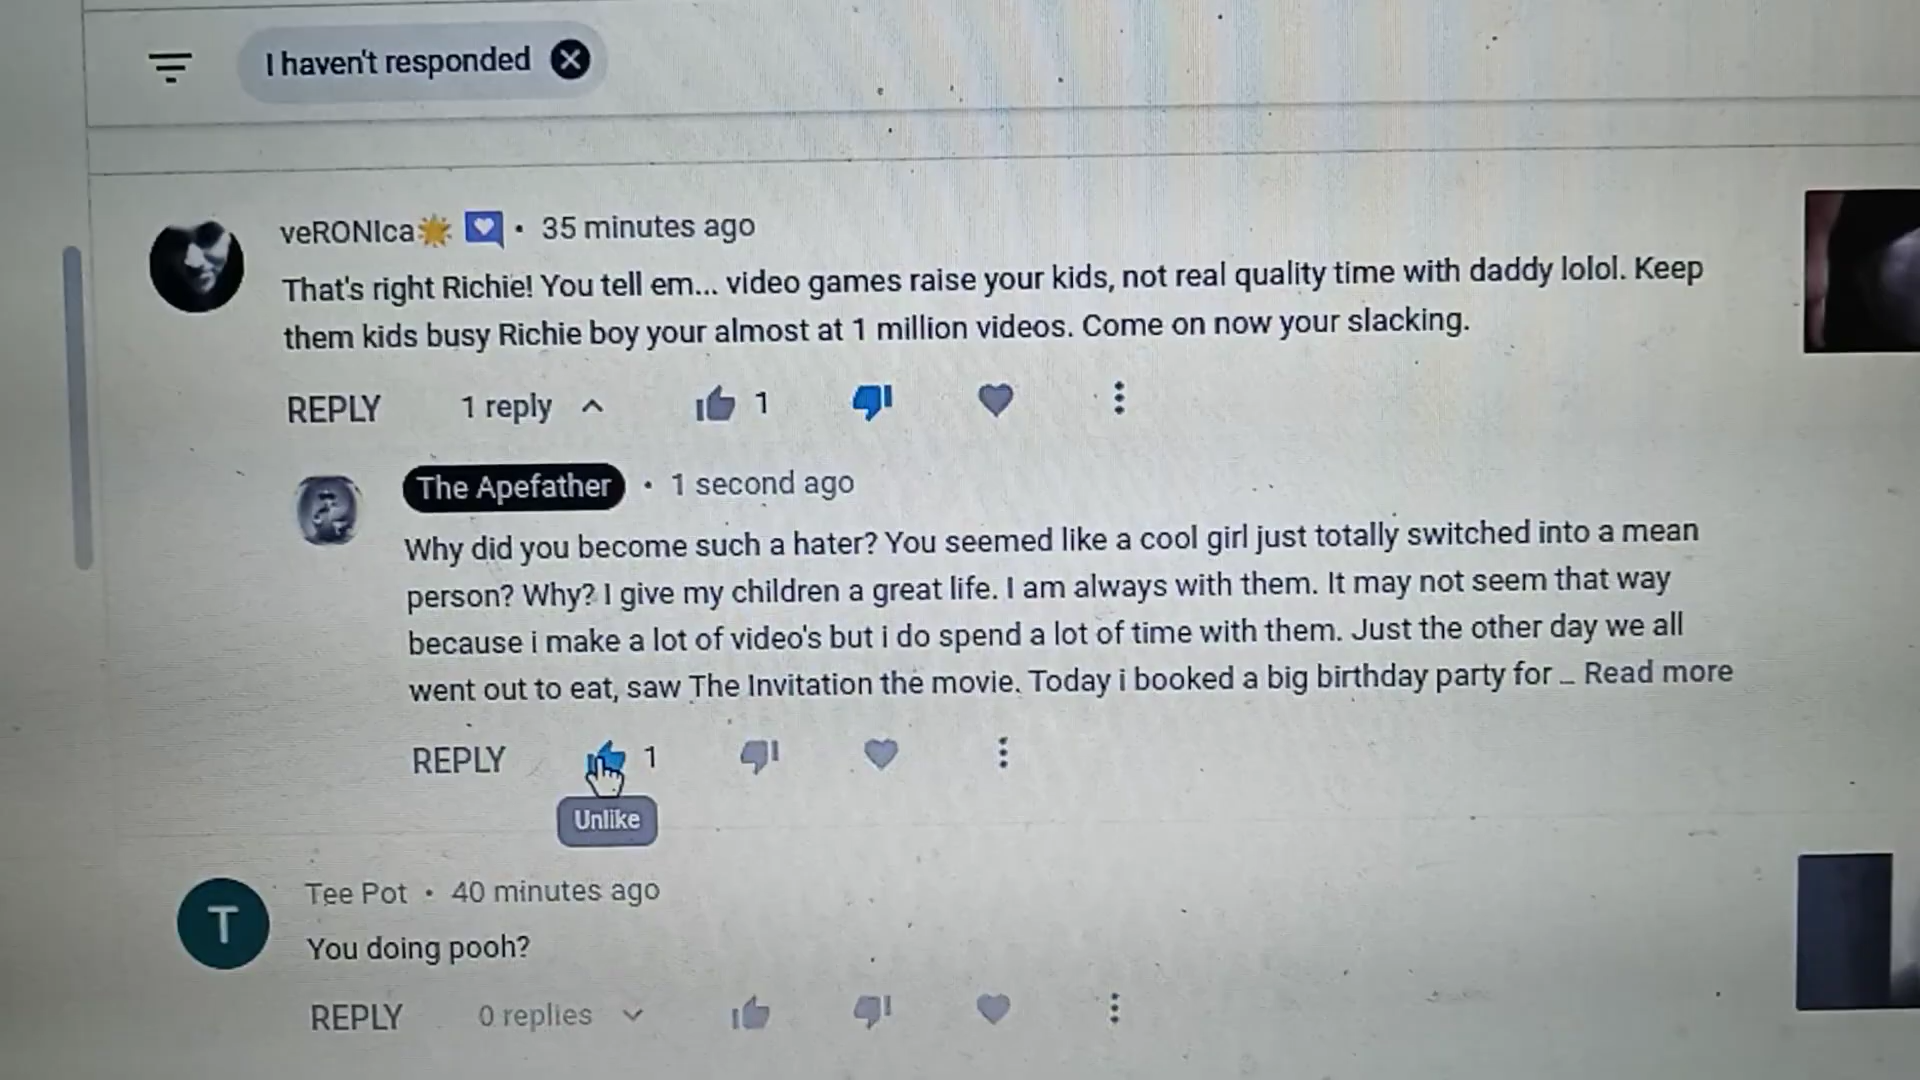 I haven't responded
veRONIca • 35 minutes ago
That's right Richie! You tell em... video games raise your kids, not real quality time with daddy lolol. Keep
them kids busy Richie boy your almost at 1 million videos. Come on now your slacking.
REPLY 1 reply 1
The Apefather • 1 second ago
Why did you become such a hater? You seemed like a cool girl just totally switched into a mean
person? Why? I give my children a great life. I am always with them. It may not seem that way
because i make a lot of video's but i do spend a lot of time with them. Just the other day we all
went out to eat, saw The Invitation the movie. Today i booked a big birthday party for ... Read more
REPLY 1
Unlike
T
Tee Pot • 40 minutes ago
You doing pooh?
REPLY 0 replies